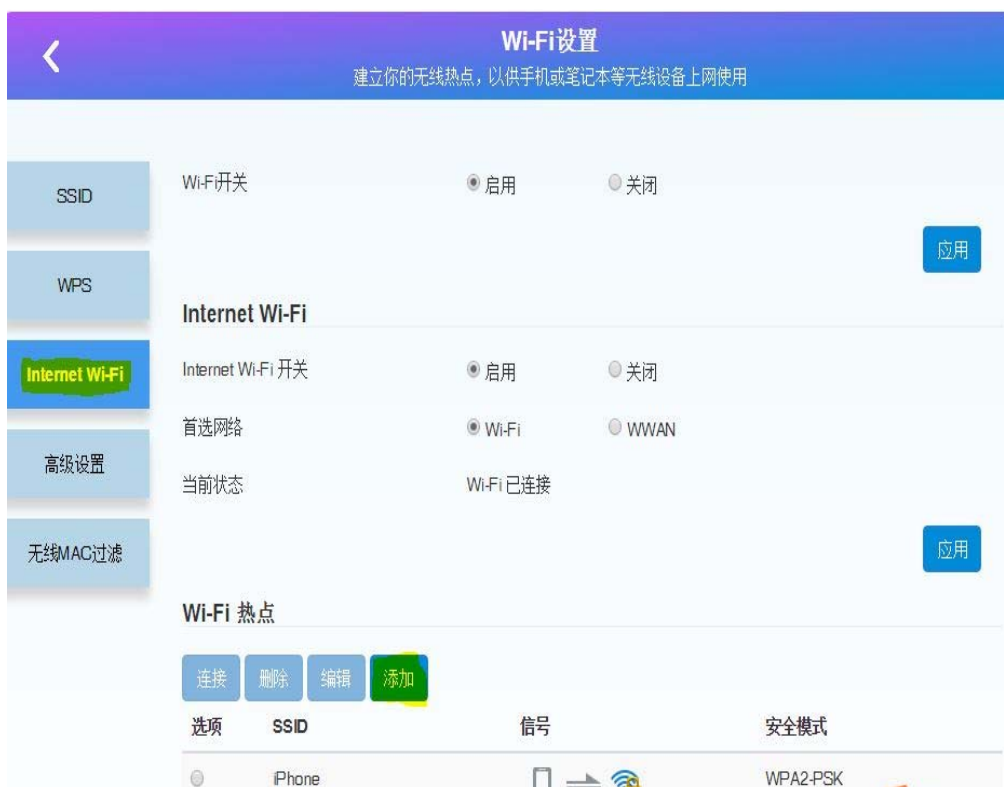 Wi-Fi设置
建立你的无线热点，以供手机或笔记本等无线设备上网使用
SSID
WPS
Internet Wi-Fi
高级设置
无线MAC过滤
Wi-Fi开关 启用 关闭
应用
Internet Wi-Fi
Internet Wi-Fi 开关 启用 关闭
首选网络 Wi-Fi WWAN
当前状态 Wi-Fi 已连接
应用
Wi-Fi 热点
连接 删除 编辑 添加
选项 SSID 信号 安全模式
iPhone WPA2-PSK